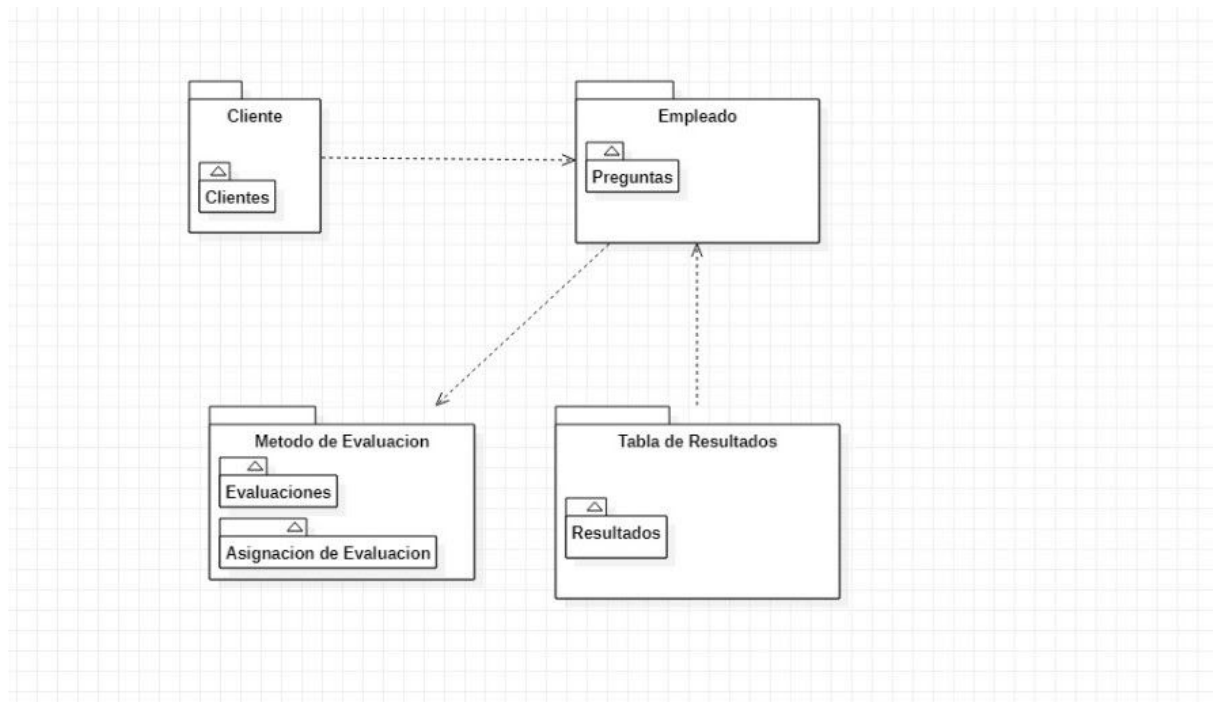 Cliente
Clientes
Empleado
Preguntas
Metodo de Evaluacion
Evaluaciones
Asignacion de Evaluacion
Tabla de Resultados
Resultados